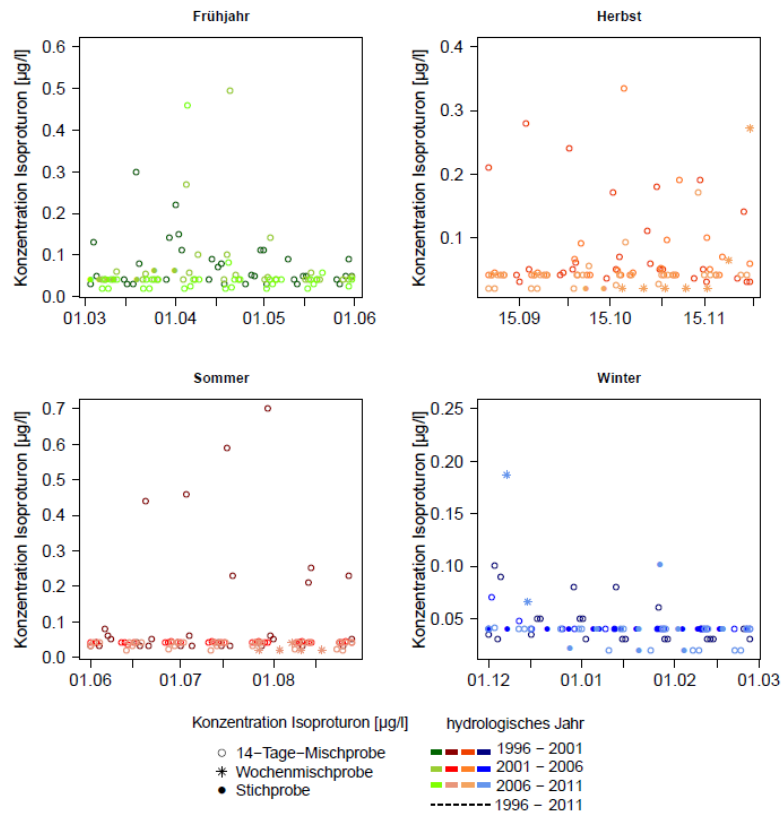 Frühjahr
Konzentration Isoproturon [µg/l]
0.6
0.5
0.4
0.3
0.2
0.1
0.0
01.03
01.04
01.05
01.06
Herbst
Konzentration Isoproturon [µg/l]
0.4
0.3
0.2
0.1
15.09
15.10
15.11
Sommer
Konzentration Isoproturon [µg/l]
0.7
0.6
0.5
0.4
0.3
0.2
0.1
0.0
01.06
01.07
01.08
Winter
Konzentration Isoproturon [µg/l]
0.25
0.20
0.15
0.10
0.05
01.12
01.01
01.02
01.03
Konzentration Isoproturon [µg/l]
14−Tage−Mischprobe
Wochenmischprobe
Stichprobe
hydrologisches Jahr
1996 − 2001
2001 − 2006
2006 − 2011
1996 − 2011